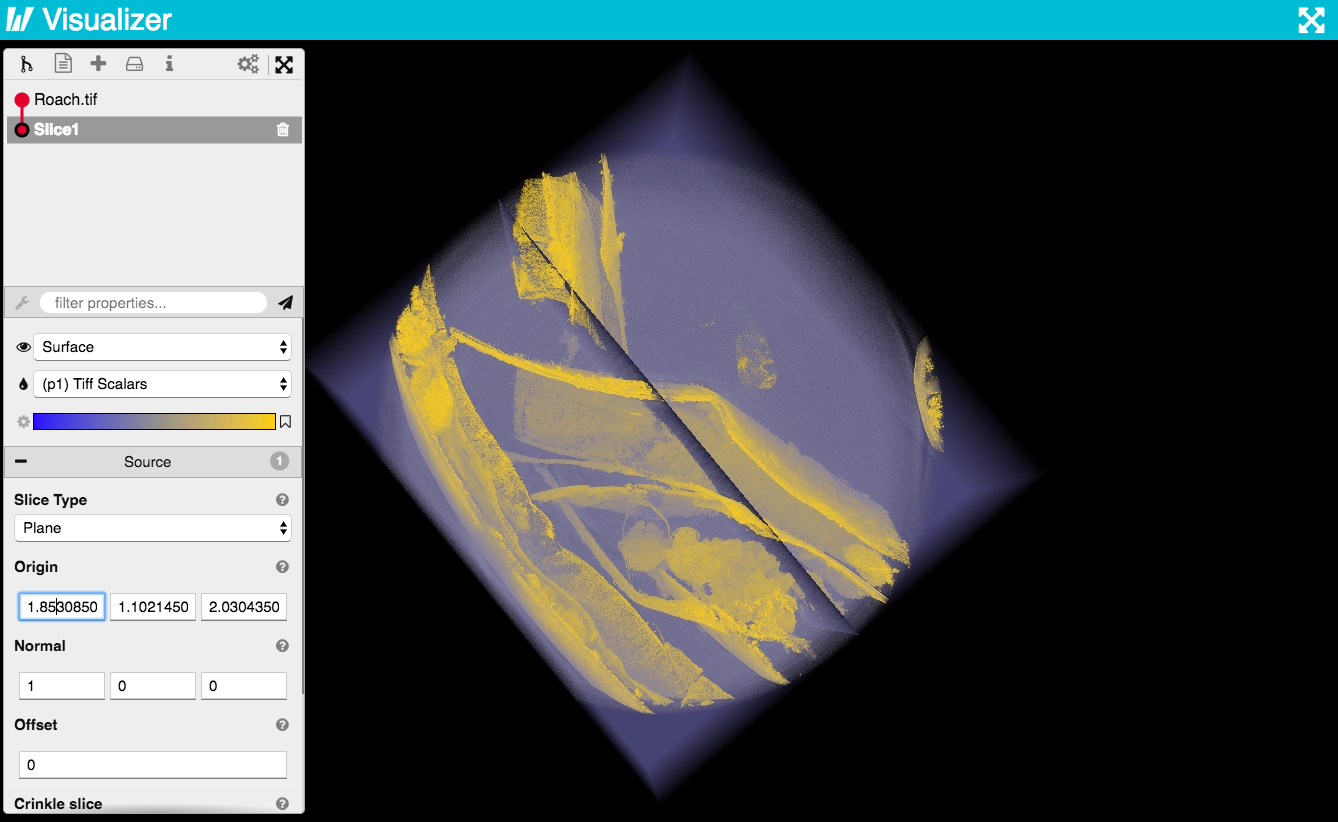 Visualizer
Roach.tif
Slice1
filter properties...
Surface
(p1) Tiff Scalars
Source 1
Slice Type
Plane
Origin
1.8530850 1.1021450 2.0304350
Normal
1 0 0
Offset
0
Crinkle slice